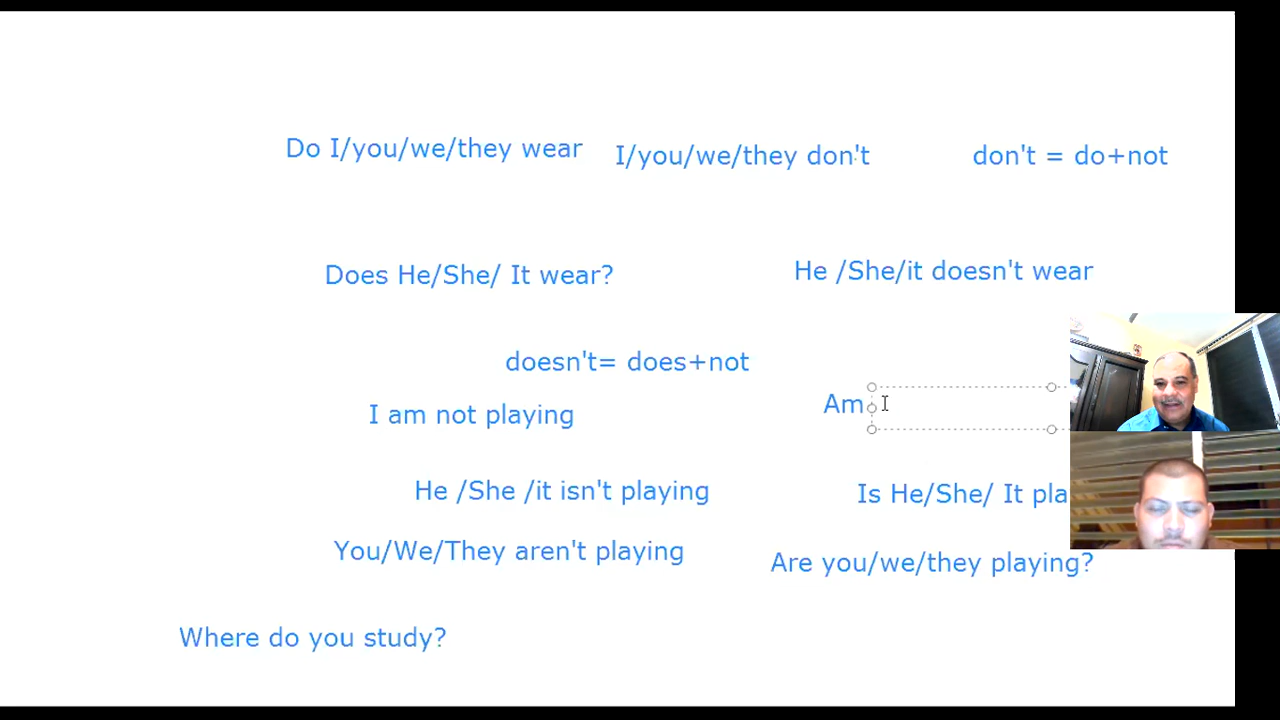 Do I/you/we/they wear
I/you/we/they don't
don't = do+not
Does He/She/ It wear?
He /She/it doesn't wear
doesn't= does+not
I am not playing
Am
He /She /it isn't playing
Is He/She/ It pla
You/We/They aren't playing
Are you/we/they playing?
Where do you study?